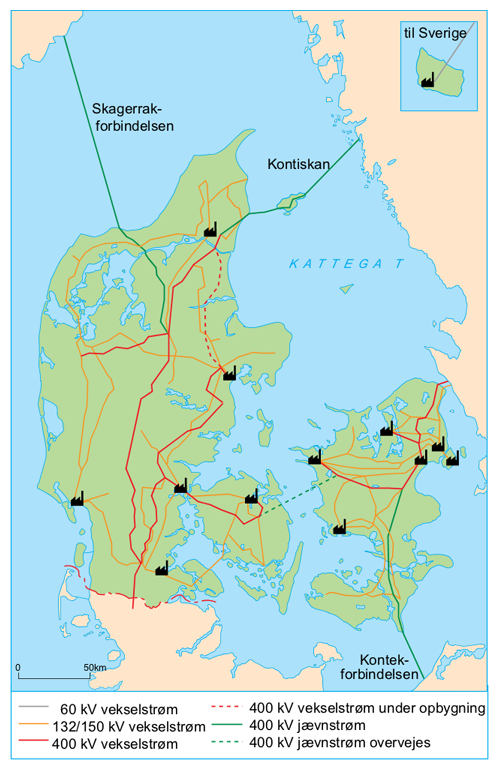 til Sverige
Skagerrak-
forbindelsen
Kontiskan
KATTEGAT
Kontek-
forbindelsen
0 50km
60 kV vekselstrøm
132/150 kV vekselstrøm
400 kV vekselstrøm
400 kV vekselstrøm under opbygning
400 kV jævnstrøm
400 kV jævnstrøm overvejes